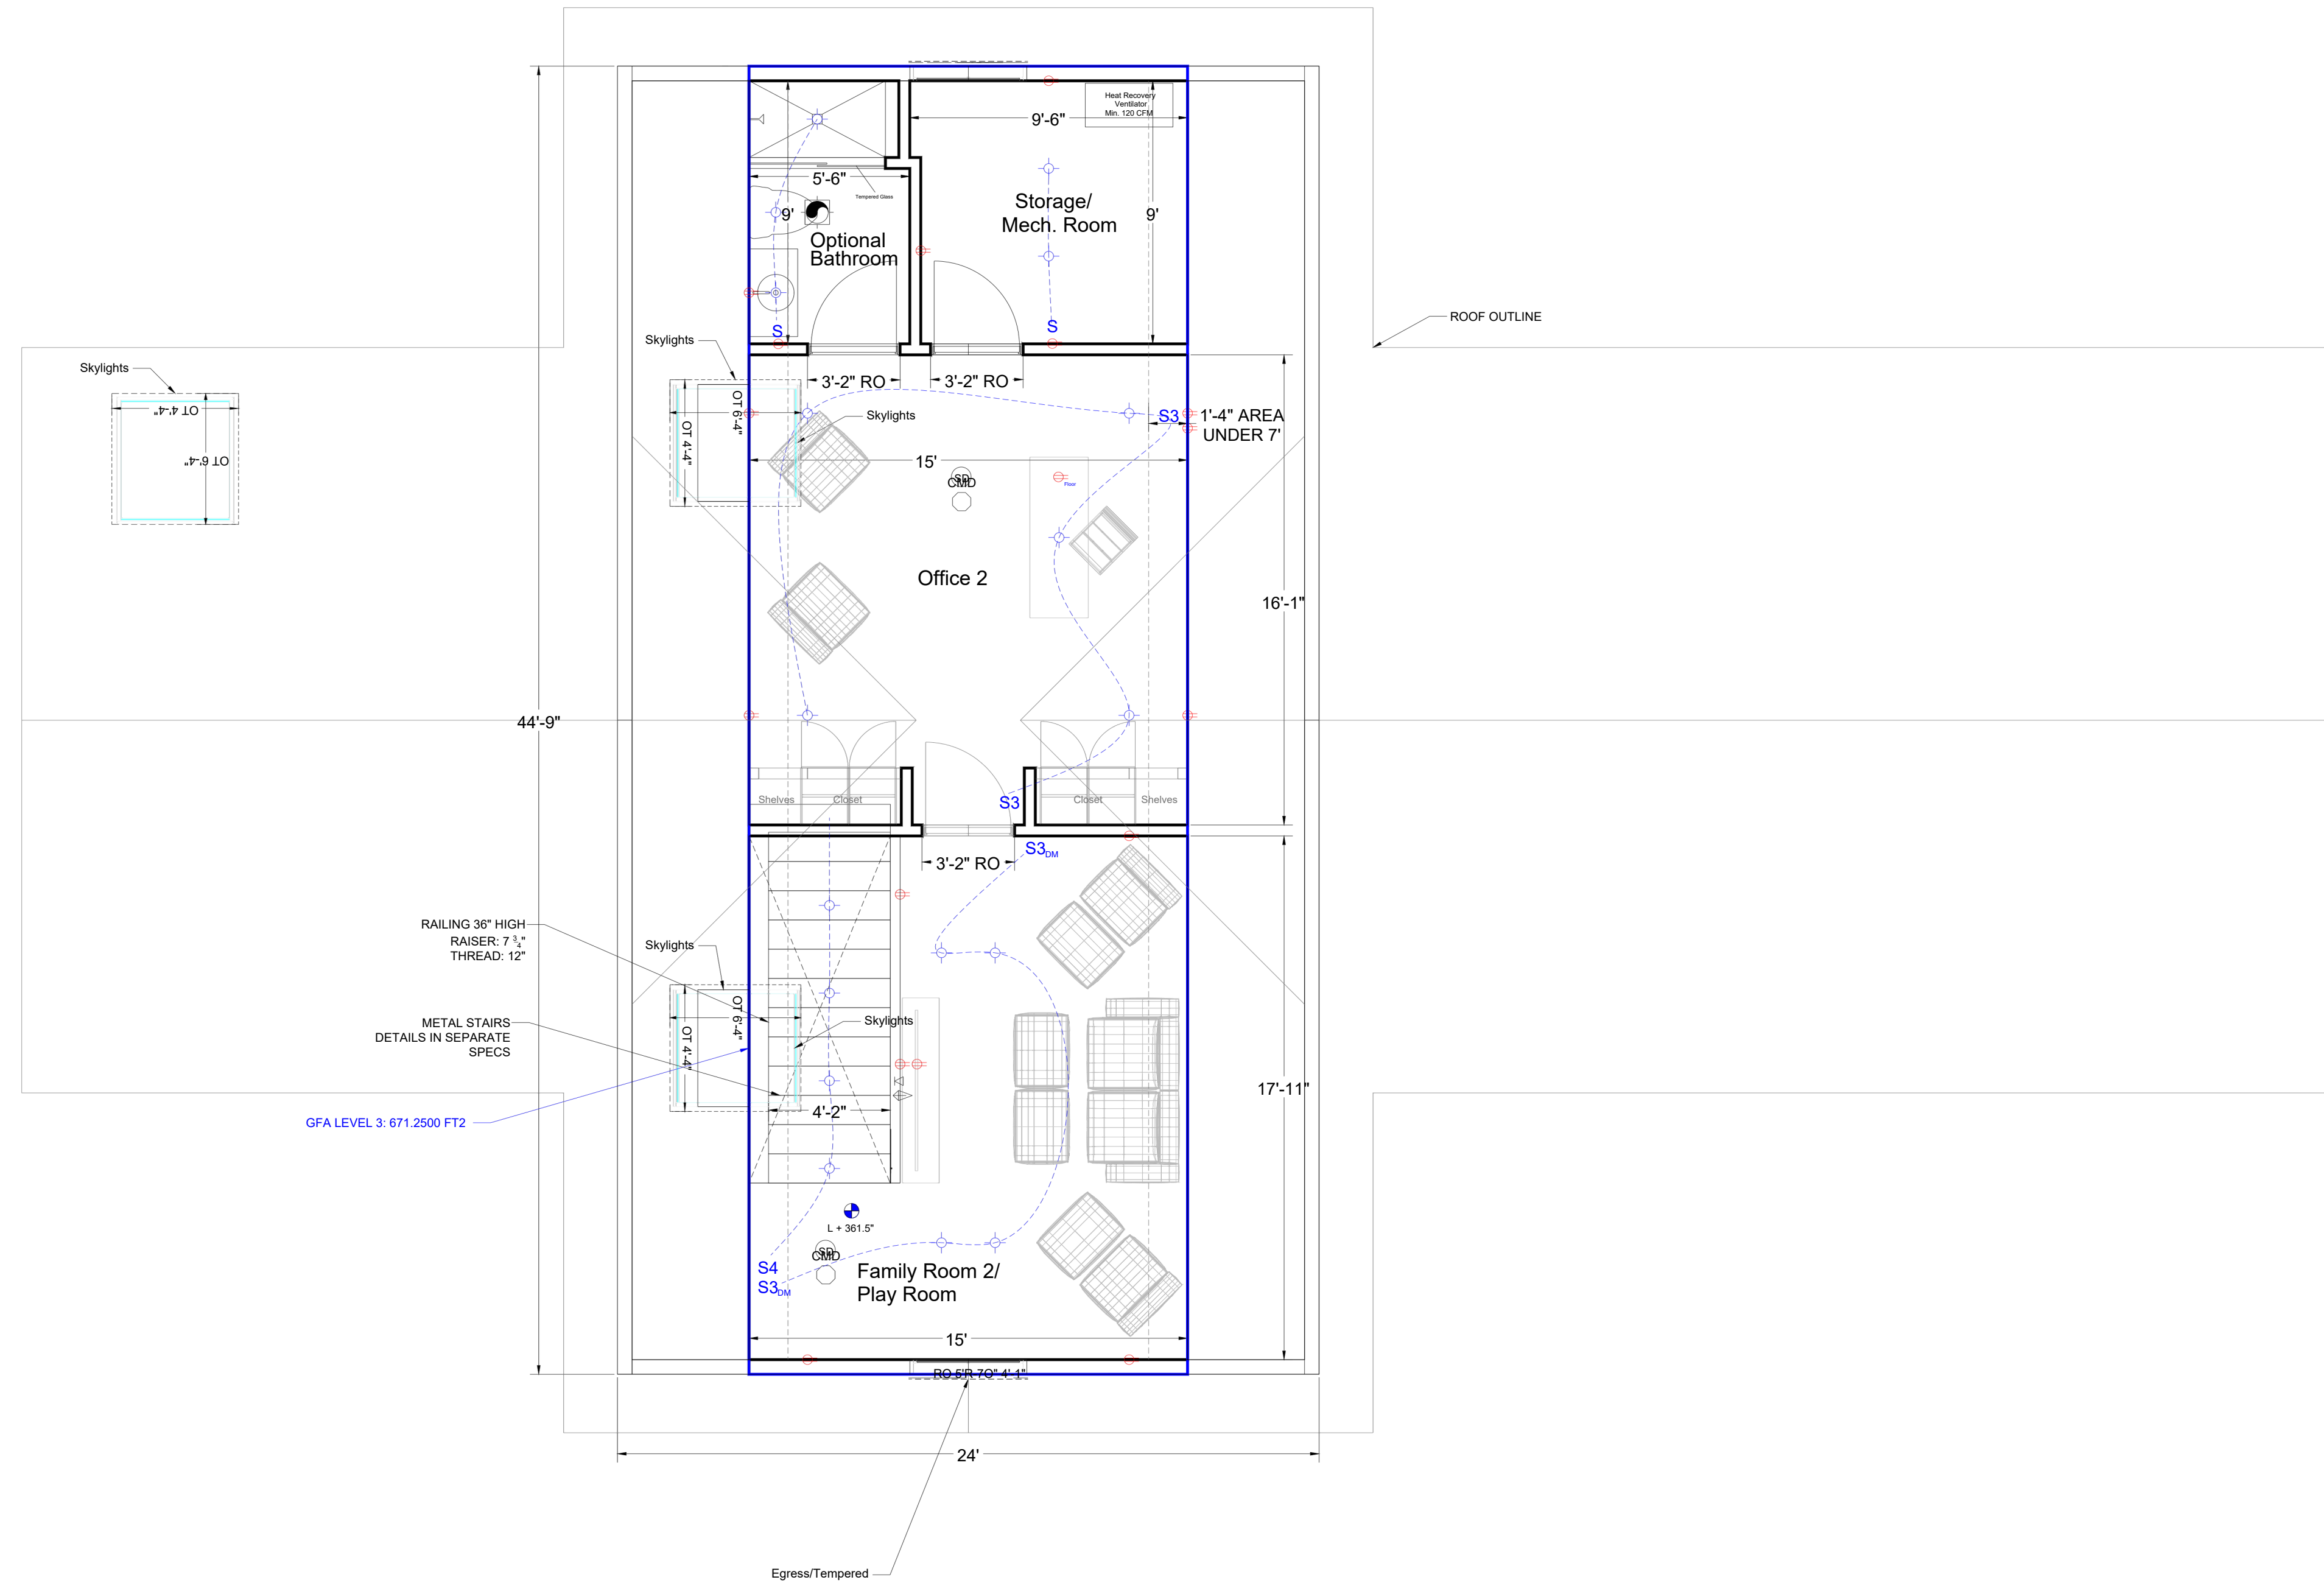 Heat Recovery
Ventilator
Min. 120 CFM
9'-6"
5'-6"
Tempered Glass
Storage/
Mech. Room
9'
9'
Optional
Bathroom
S
S
ROOF OUTLINE
Skylights
Skylights
3'-2" RO
3'-2" RO
OT 4'-4"
OT 6'-4"
OT 6'-4"
OT 4'-4"
Skylights
S3
1'-4" AREA
UNDER 7'
15'
SD
CMD
Floor
Office 2
16'-1"
44'-9"
Shelves
Closet
S3
Closet
Shelves
S3DM
3'-2" RO
RAILING 36" HIGH
RAISER: 7 3/4"
THREAD: 12"
Skylights
OT 6'-4"
OT 4'-4"
Skylights
METAL STAIRS
DETAILS IN SEPARATE
SPECS
17'-11"
4'-2"
GFA LEVEL 3: 671.2500 FT2
L + 361.5"
SD
CMD
S4
S3DM
Family Room 2/
Play Room
15'
24'
Egress/Tempered